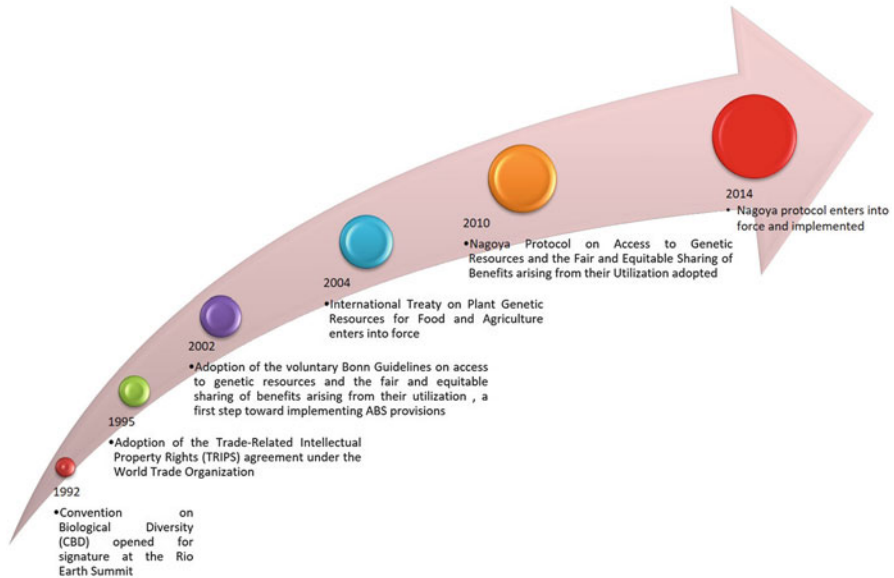 1992
•Convention on
Biological Diversity
(CBD) opened for
signature at the Rio
Earth Summit
1995
•Adoption of the Trade-Related Intellectual
Property Rights (TRIPS) agreement under the
World Trade Organization
2002
•Adoption of the voluntary Bonn Guidelines on access
to genetic resources and the fair and equitable
sharing of benefits arising from their utilization , a
first step toward implementing ABS provisions
2004
•International Treaty on Plant Genetic
Resources for Food and Agriculture
enters into force
2010
•Nagoya Protocol on Access to Genetic
Resources and the Fair and Equitable Sharing of
Benefits arising from their Utilization adopted
2014
• Nagoya protocol enters into
force and implemented